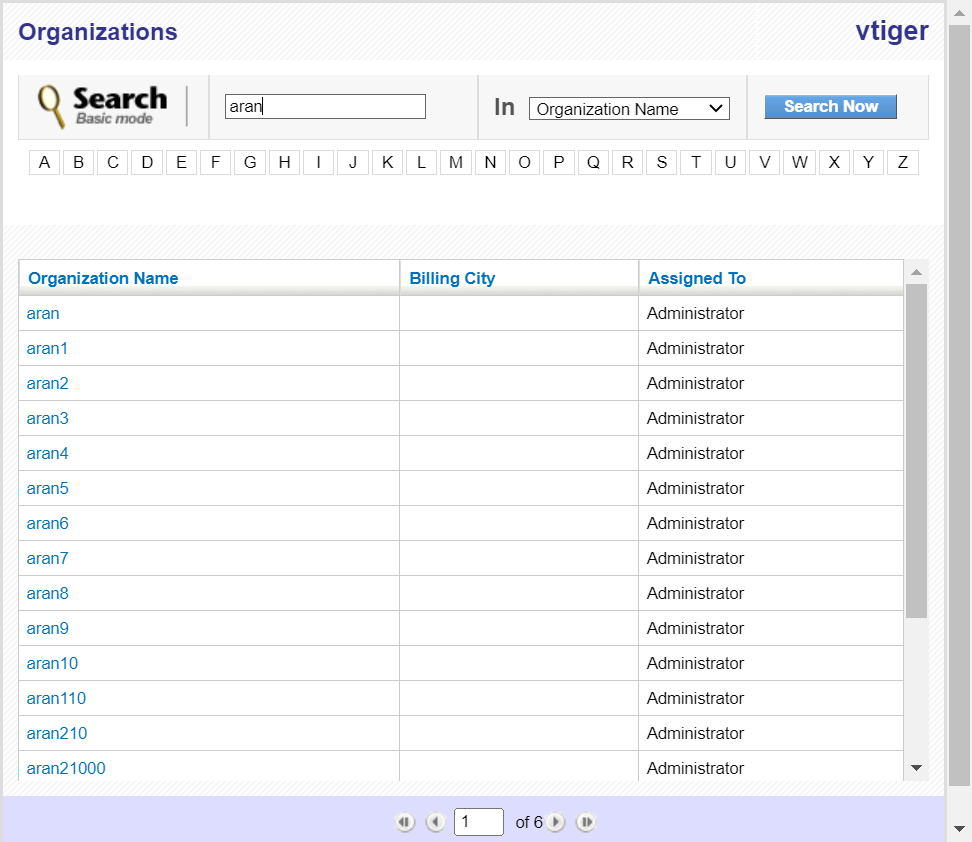 Organizations vtiger
Search
Basic mode
aran In Organization Name Search Now
A B C D E F G H I J K L M N O P Q R S T U V W X Y Z
Organization Name Billing City Assigned To
aran Administrator
aran1 Administrator
aran2 Administrator
aran3 Administrator
aran4 Administrator
aran5 Administrator
aran6 Administrator
aran7 Administrator
aran8 Administrator
aran9 Administrator
aran10 Administrator
aran110 Administrator
aran210 Administrator
aran21000 Administrator
1 of 6